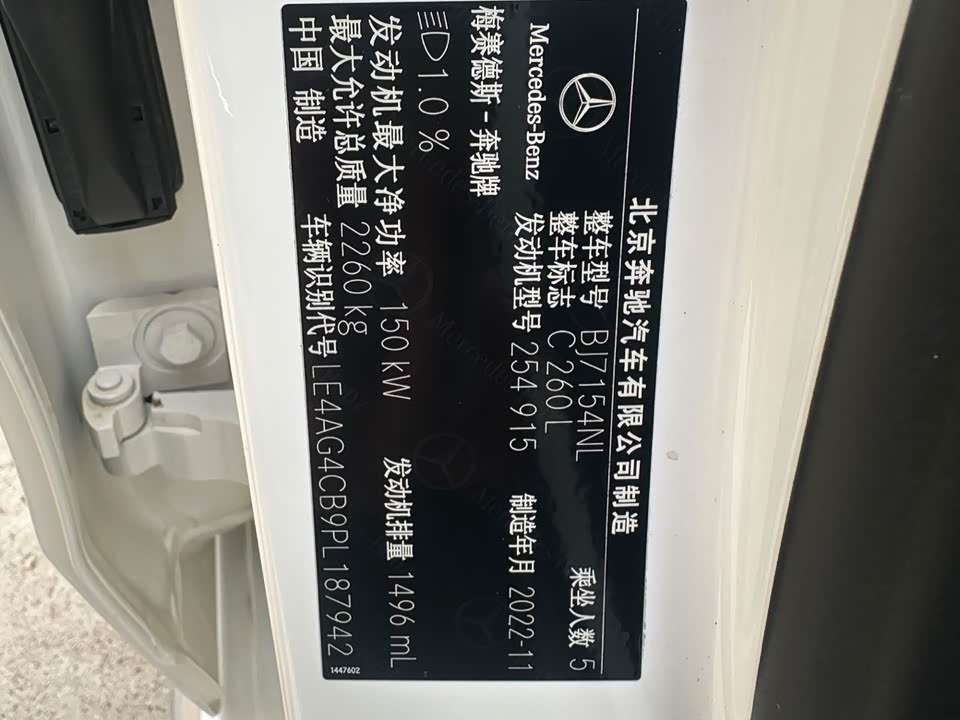 北京奔驰汽车有限公司制造
整车型号 BJ7154NL 乘坐人数 5
整车标志 C 260 L
Mercedes-Benz 发动机型号 254 915 制造年月 2022-11
梅赛德斯-奔驰牌
1.0 %
发动机最大净功率 150 kW 发动机排量 1496 mL
最大允许总质量 2260 kg
中国 制造 车辆识别代号 LE4AG4CB9PL187942
1447602